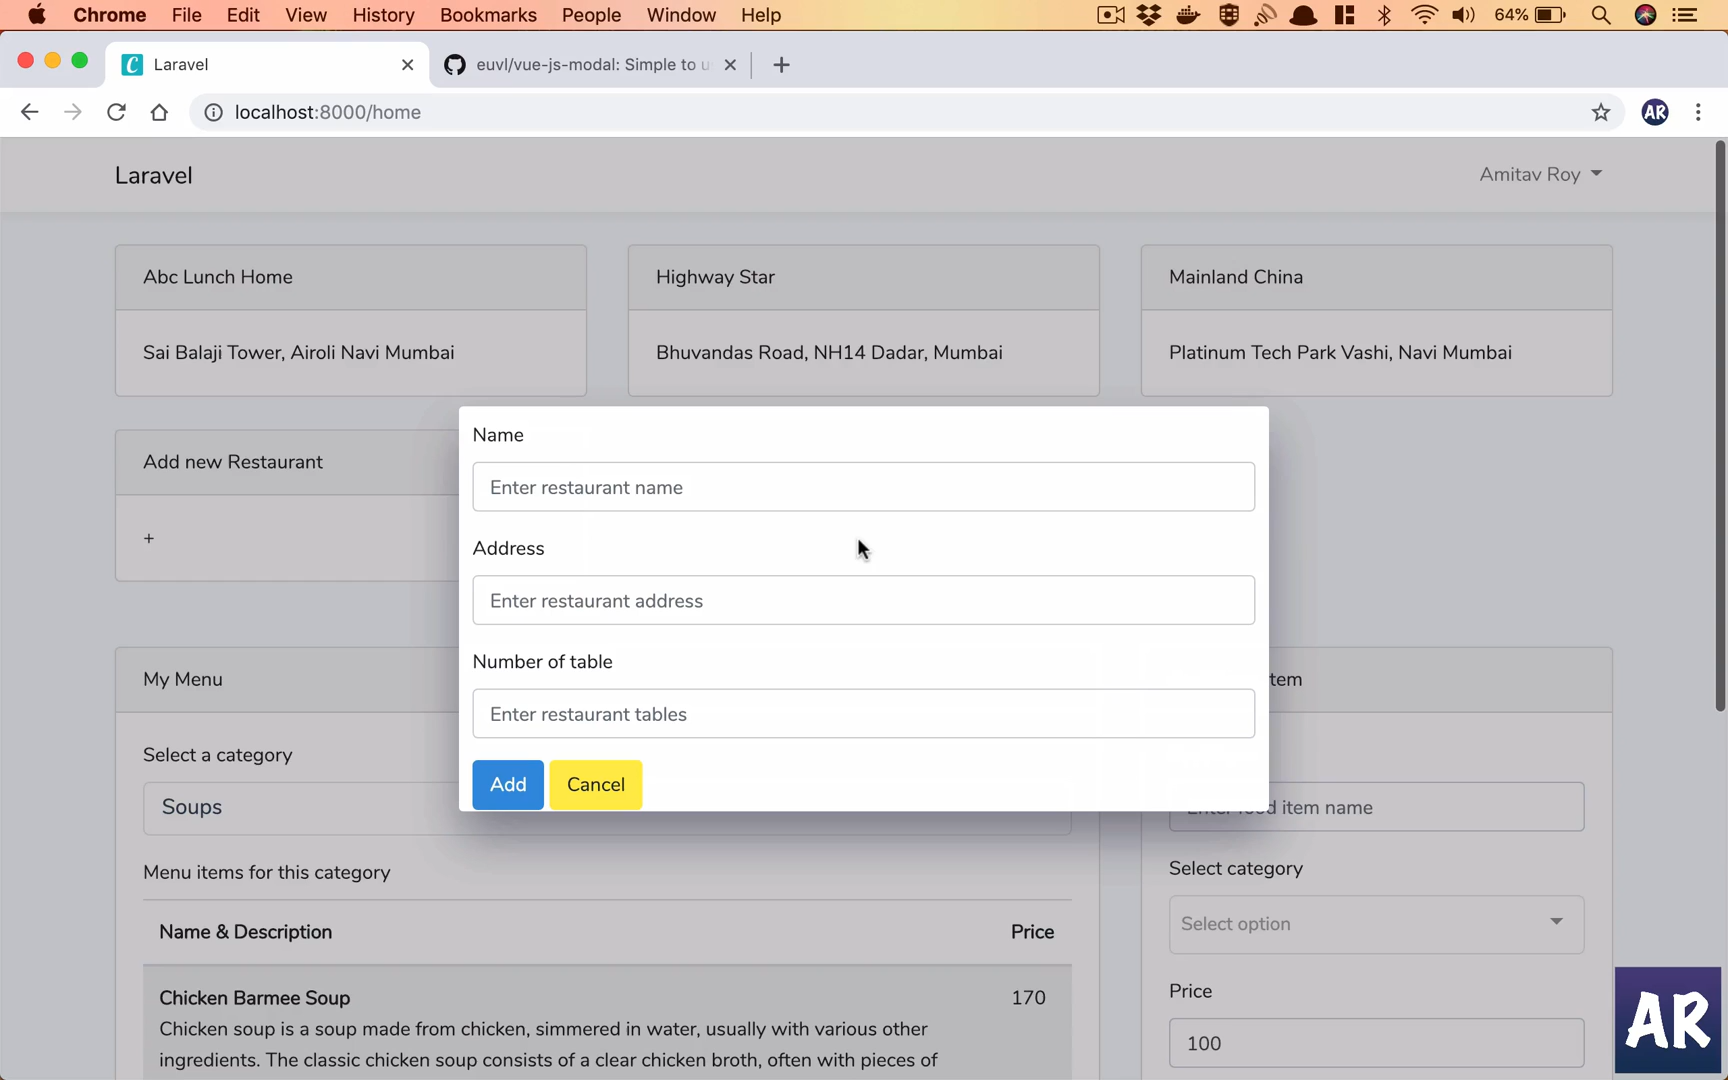 Chrome File Edit View History Bookmarks People Window Help 64%
Laravel euvl/vue-js-modal: Simple to u
localhost:8000/home AR
Laravel Amitav Roy
Abc Lunch Home Highway Star Mainland China
Sai Balaji Tower, Airoli Navi Mumbai Bhuvandas Road, NH14 Dadar, Mumbai Platinum Tech Park Vashi, Navi Mumbai
Name
Add new Restaurant
Enter restaurant name
+
Address
Enter restaurant address
Number of table
My Menu tem
Enter restaurant tables
Select a category
Add Cancel
Soups Enter food item name
Menu items for this category Select category
Select option
Name & Description Price
Price
Chicken Barmee Soup 170
Chicken soup is a soup made from chicken, simmered in water, usually with various other
100
ingredients. The classic chicken soup consists of a clear chicken broth, often with pieces of
AR